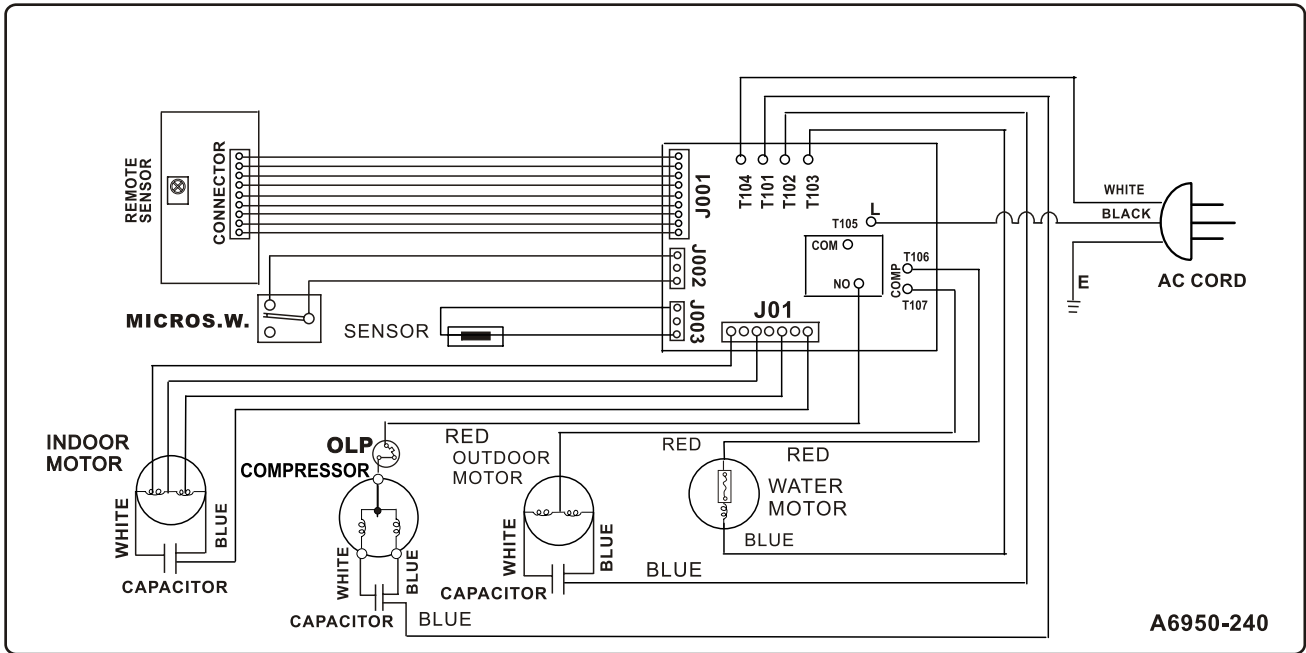 REMOTE
SENSOR
CONNECTOR
J001
T104
T101
T102
T103
WHITE
BLACK
L
T105
COM
T106
COMP
NO
T107
J002
E
AC CORD
MICROS.W.
SENSOR
J003
J01
INDOOR
MOTOR
OLP
COMPRESSOR
RED
OUTDOOR
MOTOR
RED
RED
WATER
MOTOR
WHITE
BLUE
WHITE
BLUE
WHITE
BLUE
BLUE
BLUE
CAPACITOR
CAPACITOR
BLUE
CAPACITOR
A6950-240